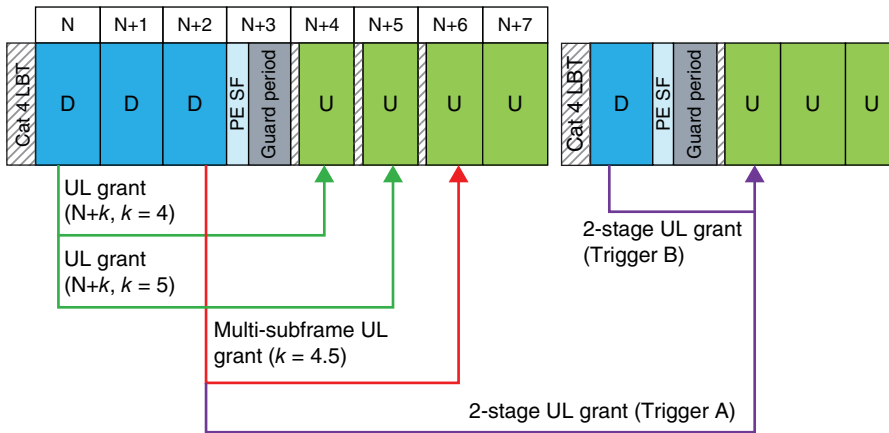 N N+1 N+2 N+3 N+4 N+5 N+6 N+7
Cat 4 LBT D D D PE SF Guard period U U U U
Cat 4 LBT D PE SF Guard period U U U
UL grant
(N+k, k = 4)
UL grant
(N+k, k = 5)
2-stage UL grant
(Trigger B)
Multi-subframe UL
grant (k = 4.5)
2-stage UL grant (Trigger A)